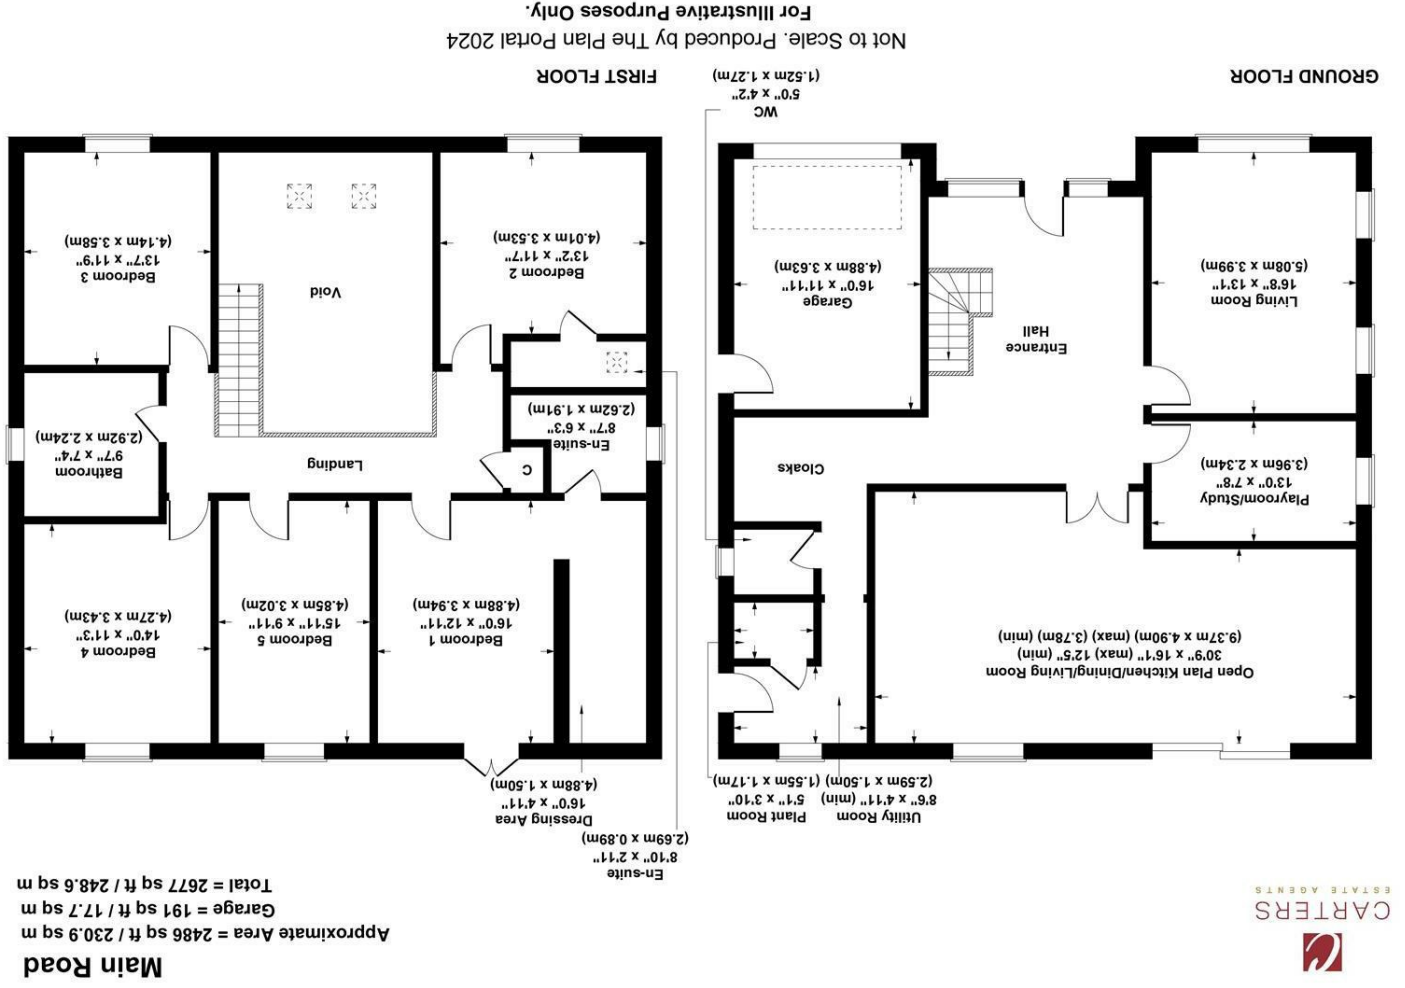 Main Road
Approximate Area = 2486 sq ft / 230.9 sq m
Garage = 191 sq ft / 17.7 sq m
Total = 2677 sq ft / 248.6 sq m
CARTERS
ESTATE AGENTS
Utility Room
8'6" x 4'11" (min)
(2.59m x 1.50m)
Plant Room
5'1" x 3'10"
(1.55m x 1.17m)
Open Plan Kitchen/Dining/Living Room
30'9" x 16'1" (max) 12'5" (min)
(9.37m x 4.90m) (max) (3.78m) (min)
Playroom/Study
13'0" x 7'8"
(3.96m x 2.34m)
Cloaks
Entrance
Hall
Living Room
16'8" x 13'1"
(5.08m x 3.99m)
Garage
16'0" x 11'11"
(4.88m x 3.63m)
WC
5'0" x 4'2"
(1.52m x 1.27m)
GROUND FLOOR
En-suite
8'10" x 2'11"
(2.69m x 0.89m)
Dressing Area
16'0" x 4'11"
(4.88m x 1.50m)
Bedroom 1
16'0" x 12'11"
(4.88m x 3.94m)
Bedroom 5
15'11" x 9'11"
(4.85m x 3.02m)
Bedroom 4
14'0" x 11'3"
(4.27m x 3.43m)
C
En-suite
8'7" x 6'3"
(2.62m x 1.91m)
Landing
Bathroom
9'7" x 7'4"
(2.92m x 2.24m)
Void
Bedroom 2
13'2" x 11'7"
(4.01m x 3.53m)
Bedroom 3
13'7" x 11'9"
(4.14m x 3.58m)
FIRST FLOOR
Not to Scale. Produced by The Plan Portal 2024
For Illustrative Purposes Only.